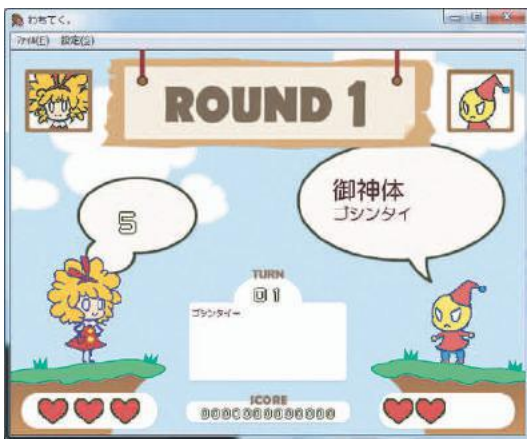 わちてく。
ファイル(F) 設定(S)
ROUND 1
5
御神体
ゴシンタイ
TURN
01
ゴシンタイー
SCORE
0000000000000